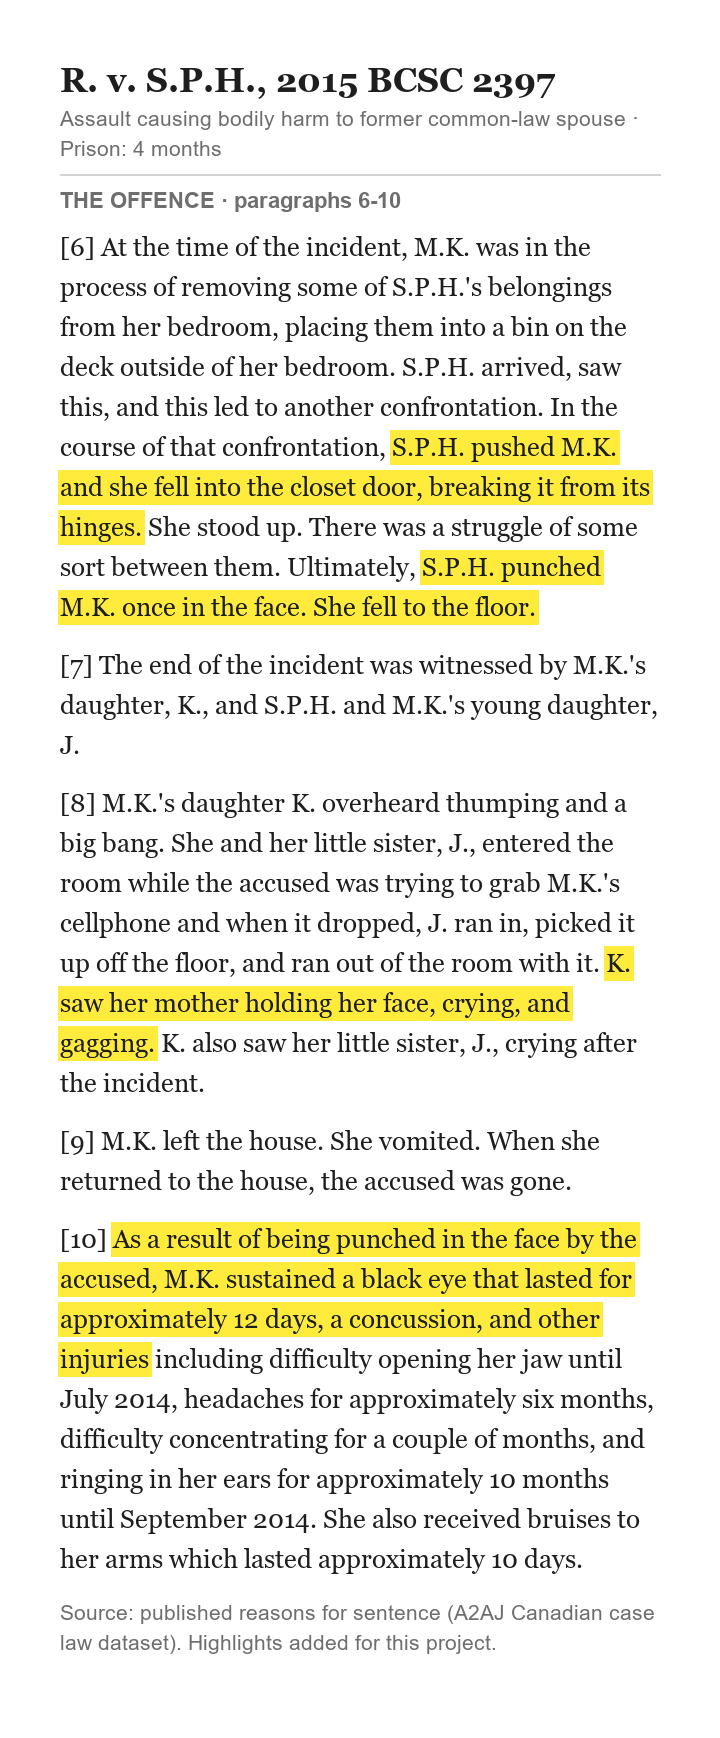 R. v. S.P.H., 2015 BCSC 2397
Assault causing bodily harm to former common-law spouse ·
Prison: 4 months
THE OFFENCE · paragraphs 6-10
[6] At the time of the incident, M.K. was in the
process of removing some of S.P.H.'s belongings
from her bedroom, placing them into a bin on the
deck outside of her bedroom. S.P.H. arrived, saw
this, and this led to another confrontation. In the
course of that confrontation, S.P.H. pushed M.K.
and she fell into the closet door, breaking it from its
hinges. She stood up. There was a struggle of some
sort between them. Ultimately, S.P.H. punched
M.K. once in the face. She fell to the floor.
[7] The end of the incident was witnessed by M.K.'s
daughter, K., and S.P.H. and M.K.'s young daughter,
J.
[8] M.K.'s daughter K. overheard thumping and a
big bang. She and her little sister, J., entered the
room while the accused was trying to grab M.K.'s
cellphone and when it dropped, J. ran in, picked it
up off the floor, and ran out of the room with it. K.
saw her mother holding her face, crying, and
gagging. K. also saw her little sister, J., crying after
the incident.
[9] M.K. left the house. She vomited. When she
returned to the house, the accused was gone.
[10] As a result of being punched in the face by the
accused, M.K. sustained a black eye that lasted for
approximately 12 days, a concussion, and other
injuries including difficulty opening her jaw until
July 2014, headaches for approximately six months,
difficulty concentrating for a couple of months, and
ringing in her ears for approximately 10 months
until September 2014. She also received bruises to
her arms which lasted approximately 10 days.
Source: published reasons for sentence (A2AJ Canadian case
law dataset). Highlights added for this project.